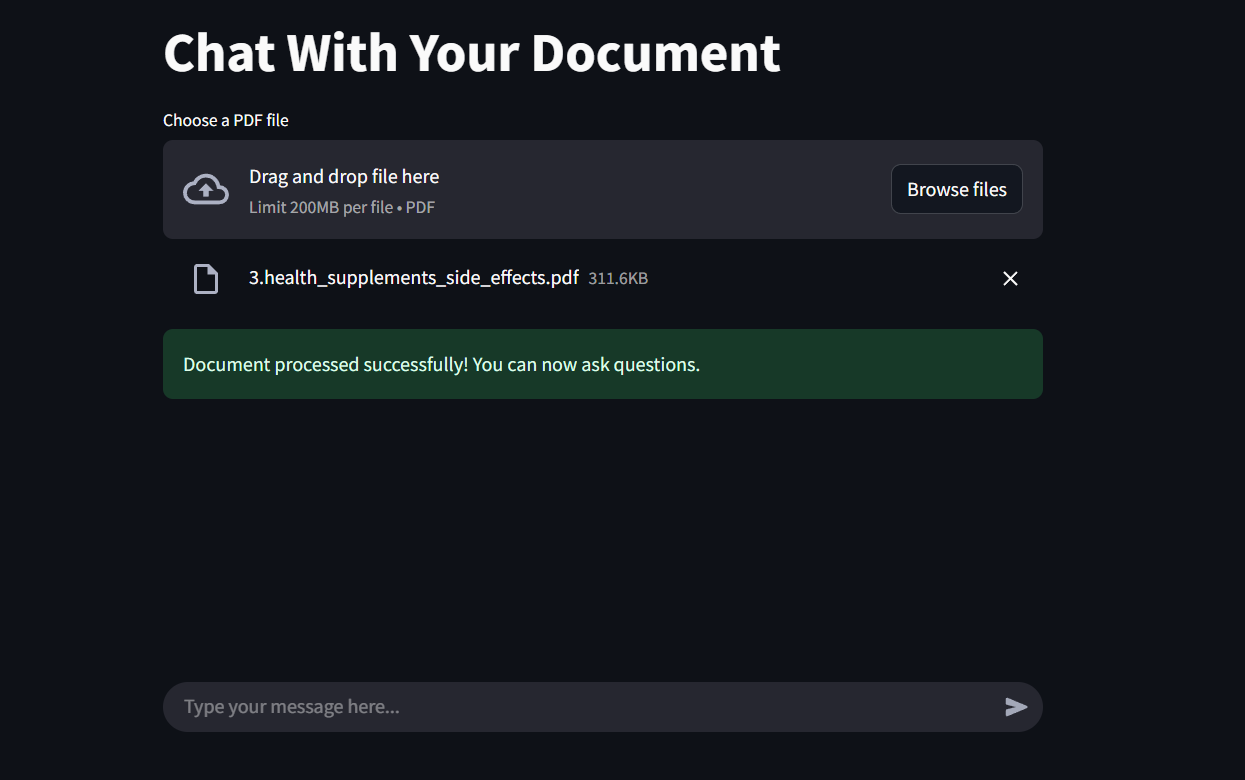 Chat With Your Document
Choose a PDF file
Drag and drop file here
Limit 200MB per file • PDF
Browse files
3.health_supplements_side_effects.pdf 311.6KB
Document processed successfully! You can now ask questions.
Type your message here...